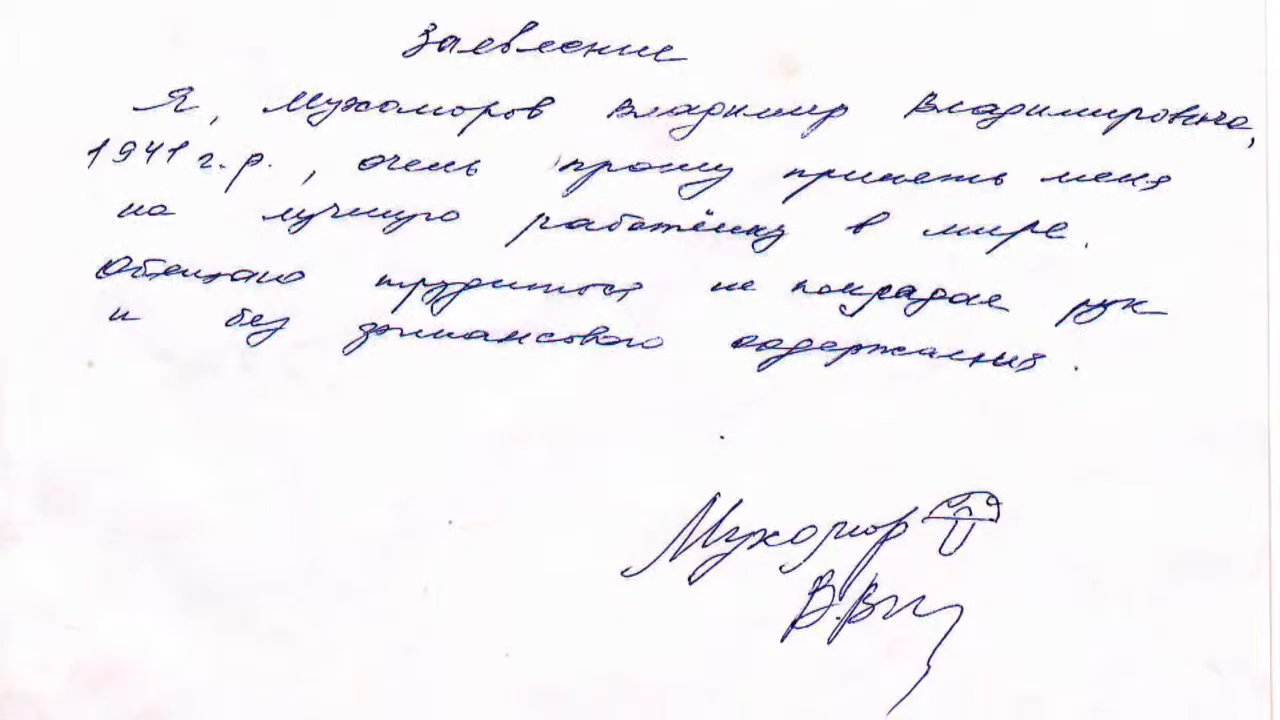 Заявление
Я, Мухоморов Владимир Владимирович,
1941 г.р., очень прошу принять меня
на лучшую работёнку в мире.
Обещаю трудиться не покладая рук
и без финансового содержания.
Мухомор
В.В